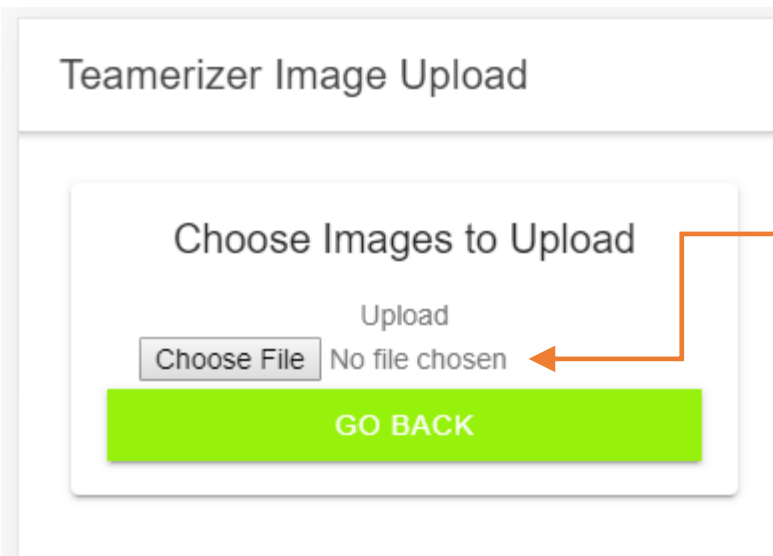 Teamerizer Image Upload
Choose Images to Upload
Upload
Choose File No file chosen
GO BACK